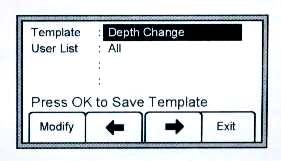 Template : Depth Change
User List : All
:
:
Press OK to Save Template
Modify
Exit